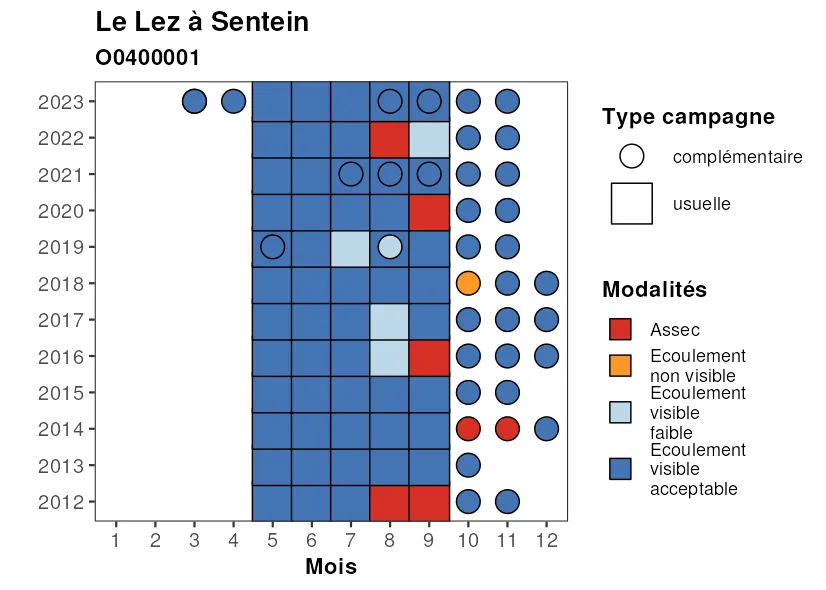 Le Lez à Sentein
O0400001
2023
2022
2021
2020
2019
2018
2017
2016
2015
2014
2013
2012
1 2 3 4 5 6 7 8 9 10 11 12
Mois
Type campagne
complémentaire
usuelle
Modalités
Assec
Ecoulement
non visible
Ecoulement
visible
faible
Ecoulement
visible
acceptable